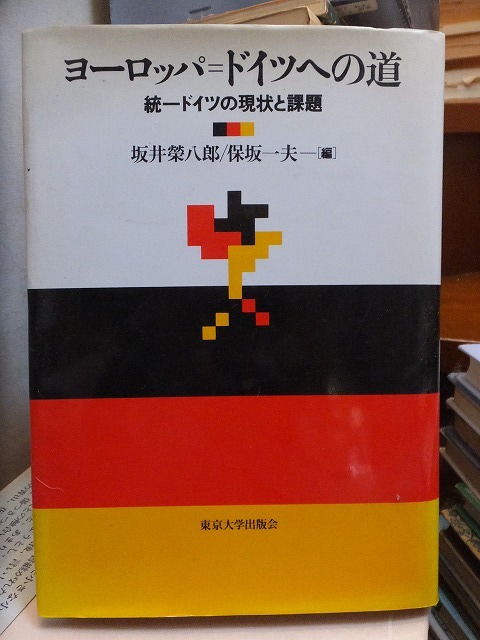 ヨーロッパ=ドイツへの道
統一ドイツの現状と課題
坂井榮八郎/保坂一夫―[編]
東京大学出版会